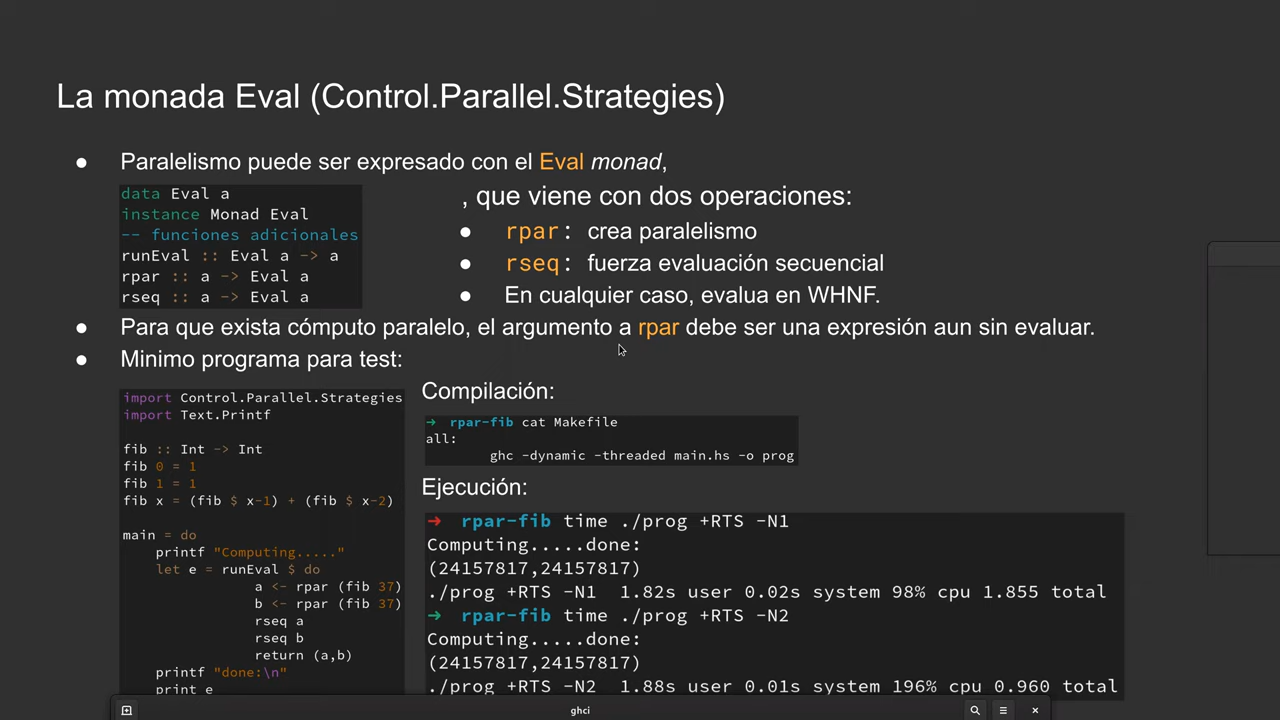 La monada Eval (Control.Parallel.Strategies)
● Paralelismo puede ser expresado con el Eval monad,
data Eval a
instance Monad Eval
-- funciones adicionales
runEval :: Eval a -> a
rpar :: a -> Eval a
rseq :: a -> Eval a
, que viene con dos operaciones:
● rpar: crea paralelismo
● rseq: fuerza evaluación secuencial
● En cualquier caso, evalua en WHNF.
● Para que exista cómputo paralelo, el argumento a rpar debe ser una expresión aun sin evaluar.
● Minimo programa para test:
import Control.Parallel.Strategies
import Text.Printf
fib :: Int -> Int
fib 0 = 1
fib 1 = 1
fib x = (fib $ x-1) + (fib $ x-2)
main = do
printf "Computing....."
let e = runEval $ do
a <- rpar (fib 37)
b <- rpar (fib 37)
rseq a
rseq b
return (a,b)
printf "done:\n"
print e
Compilación:
➜ rpar-fib cat Makefile
all:
ghc -dynamic -threaded main.hs -o prog
Ejecución:
➜ rpar-fib time ./prog +RTS -N1
Computing.....done:
(24157817,24157817)
./prog +RTS -N1 1.82s user 0.02s system 98% cpu 1.855 total
➜ rpar-fib time ./prog +RTS -N2
Computing.....done:
(24157817,24157817)
./prog +RTS -N2 1.88s user 0.01s system 196% cpu 0.960 total
ghci